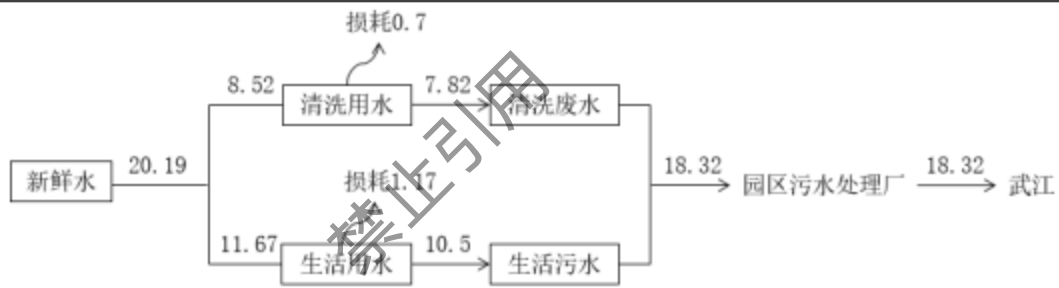 损耗0.7
8.52
清洗用水
7.82
清洗废水
新鲜水
20.19
损耗1.17
11.67
生活用水
10.5
生活污水
18.32
园区污水处理厂
18.32
武江
禁止引用